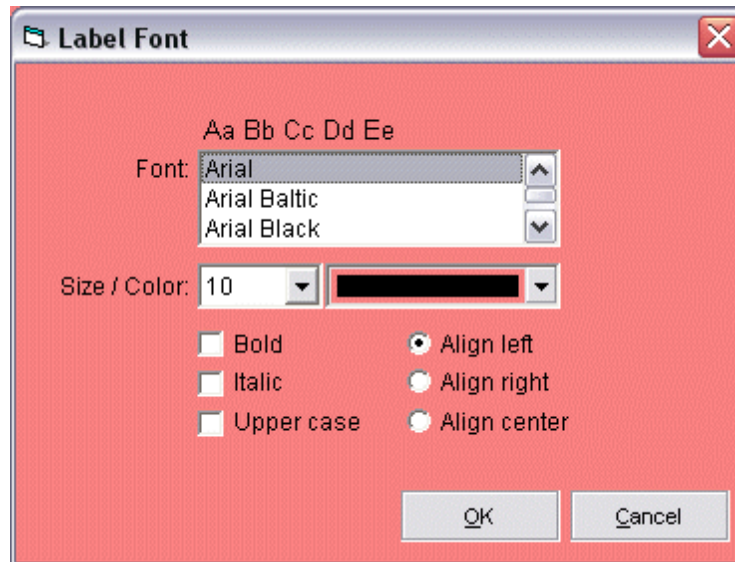 Label Font
Aa Bb Cc Dd Ee
Font: Arial
Arial Baltic
Arial Black
Size / Color: 10
Bold Align left
Italic Align right
Upper case Align center
OK Cancel